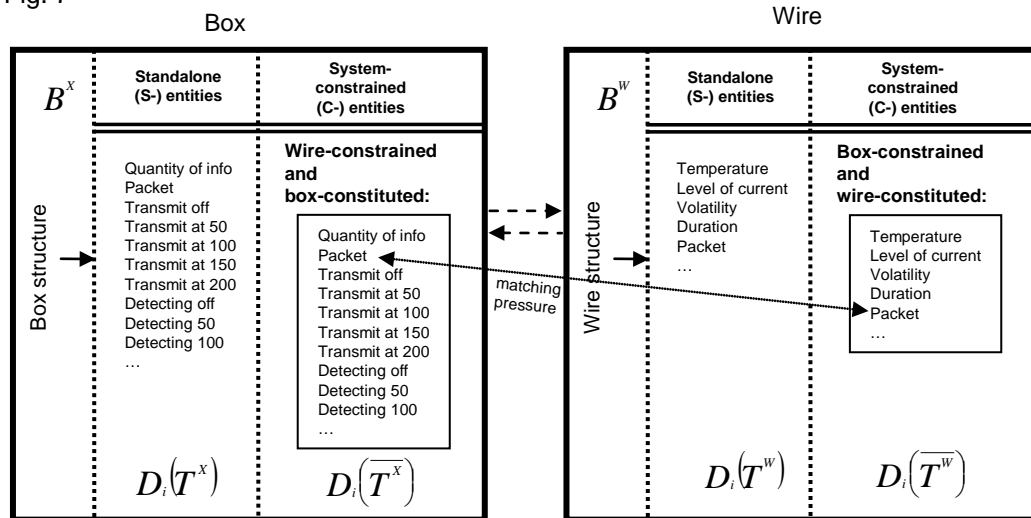 Box
Wire
B^X
Standalone
(S-) entities
System-
constrained
(C-) entities
Box structure
Quantity of info
Packet
Transmit off
Transmit at 50
Transmit at 100
Transmit at 150
Transmit at 200
Detecting off
Detecting 50
Detecting 100
…
Wire-constrained
and
box-constituted:
Quantity of info
Packet
Transmit off
Transmit at 50
Transmit at 100
Transmit at 150
Transmit at 200
Detecting off
Detecting 50
Detecting 100
…
D_i(T^X)
D_i(\overline{T^X})
matching
pressure
B^W
Standalone
(S-) entities
System-
constrained
(C-) entities
Wire structure
Temperature
Level of current
Volatility
Duration
Packet
…
Box-constrained
and
wire-constituted:
Temperature
Level of current
Volatility
Duration
Packet
…
D_i(T^W)
D_i(\overline{T^W})